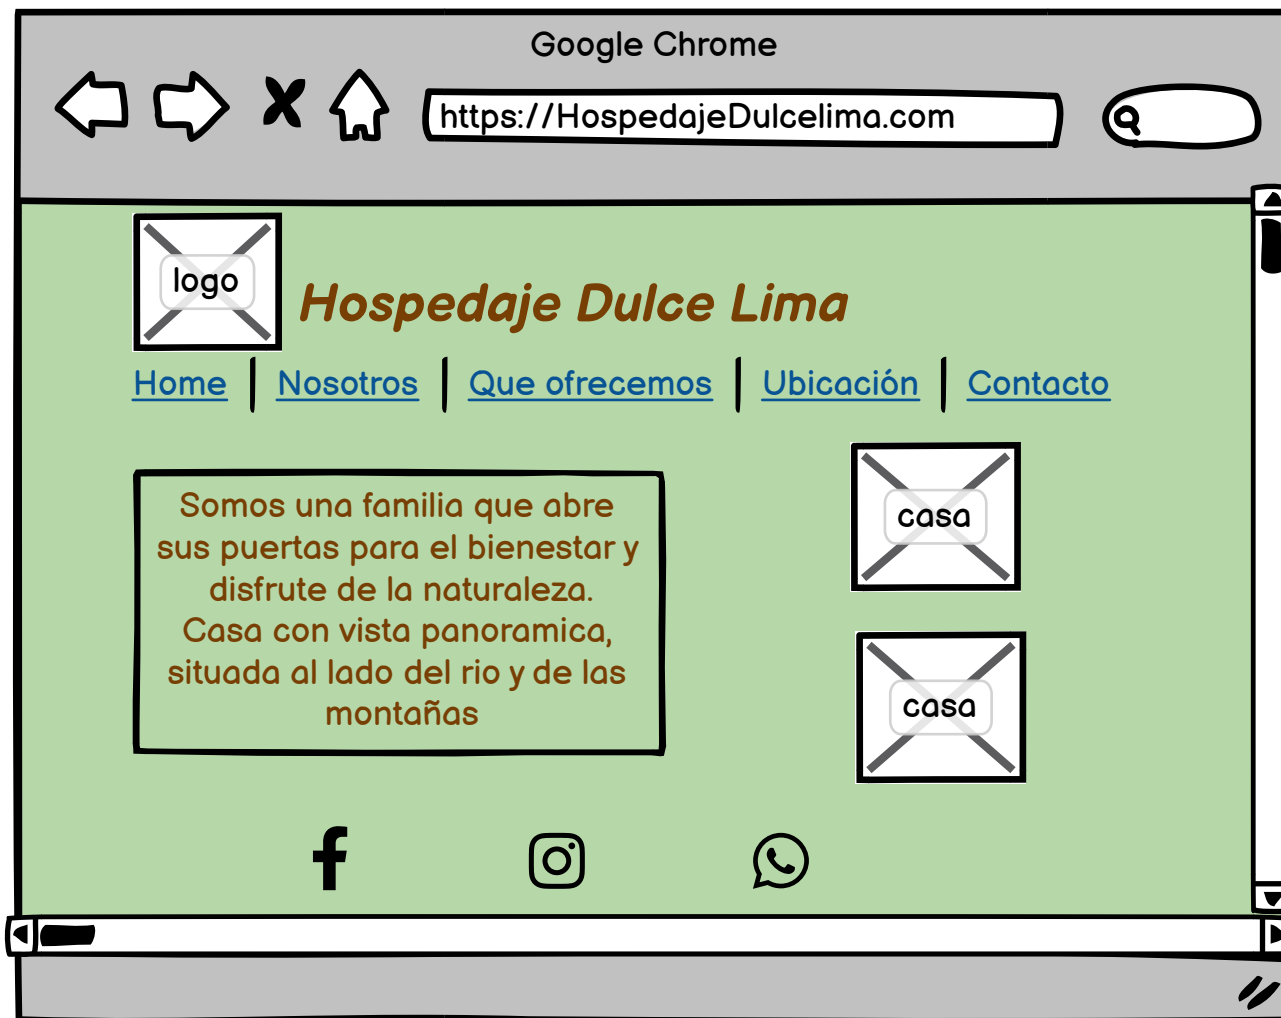 Google Chrome
https://HospedajeDulcelima.com
logo
Hospedaje Dulce Lima
Home Nosotros Que ofrecemos Ubicación Contacto
Somos una familia que abre
sus puertas para el bienestar y
disfrute de la naturaleza.
Casa con vista panoramica,
situada al lado del rio y de las
montañas
casa
casa